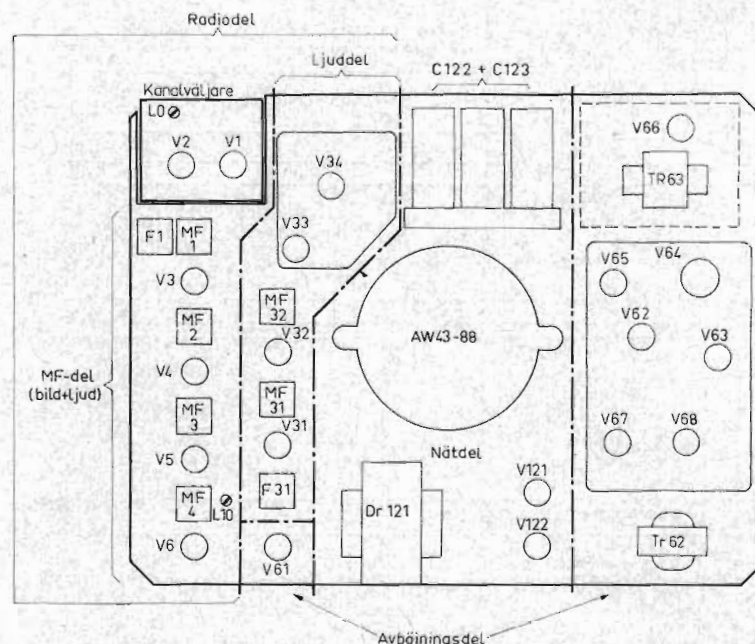 Radiodel
Ljuddel
C122 + C123
Kanalväljare
L0
V2
V1
V34
V33
V66
TR63
F1
MF
1
V3
MF
2
V4
MF
3
V5
MF
4
L10
V6
MF-del
(bild+ljud)
MF
32
V32
MF
31
V31
F31
V61
AW43-88
Nätdel
Dr 121
V121
V122
V65
V64
V62
V63
V67
V68
Tr 62
Avböjningsdel